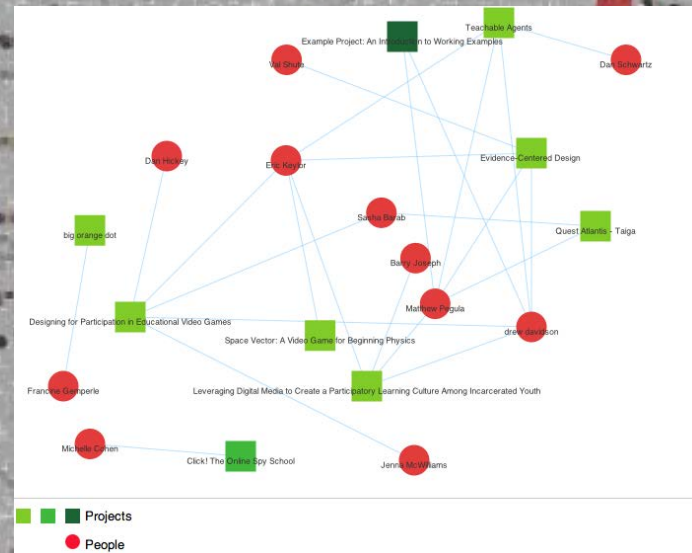 Teachable Agents
Example Project: An Introduction to Working Examples
Val Shute
Dan Schwartz
Dan Hickey
Eric Keylor
Evidence-Centered Design
Sasha Barab
big orange dot
Quest Atlantis - Taiga
Barry Joseph
Matthew Pegula
Designing for Participation in Educational Video Games
drew davidson
Space Vector: A Video Game for Beginning Physics
Francine Gamperle
Leveraging Digital Media to Create a Participatory Learning Culture Among Incarcerated Youth
Michelle Cohen
Click! The Online Spy School
Jenna McWilliams
Projects
People